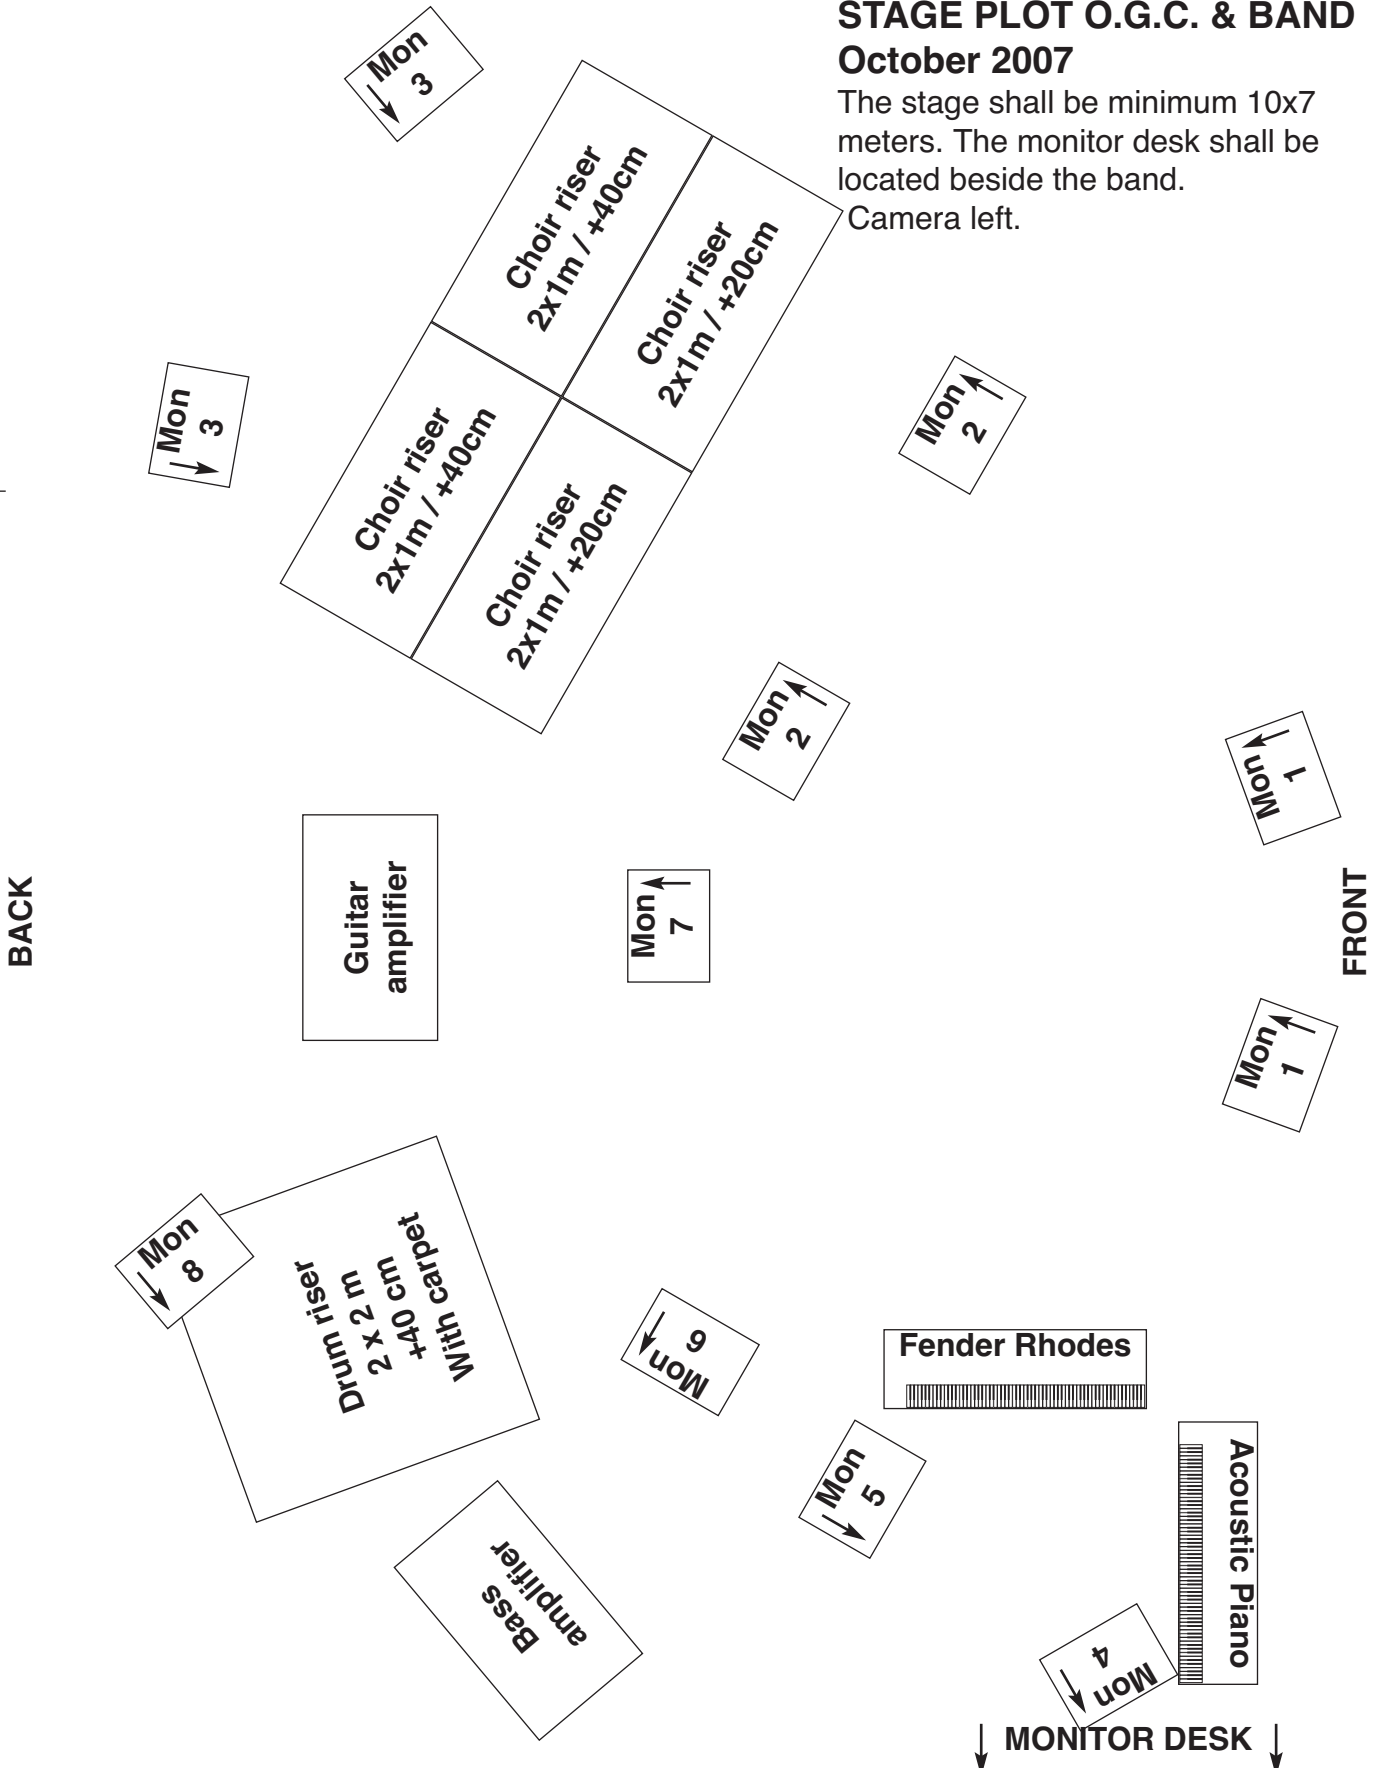 STAGE PLOT O.G.C. & BAND
October 2007
The stage shall be minimum 10x7
meters. The monitor desk shall be
located beside the band.
Camera left.
Mon
3
Choir riser
2x1m / +40cm
Choir riser
2x1m / +20cm
Mon
3
Choir riser
2x1m / +40cm
Choir riser
2x1m / +20cm
Mon
2
Mon
2
Mon
1
BACK
Guitar
amplifier
Mon
7
FRONT
Mon
1
Mon
8
Drum riser
2 x 2 m
+40 cm
With carpet
Mon
6
Fender Rhodes
Mon
5
Acoustic Piano
Bass
amplifier
Mon
4
MONITOR DESK